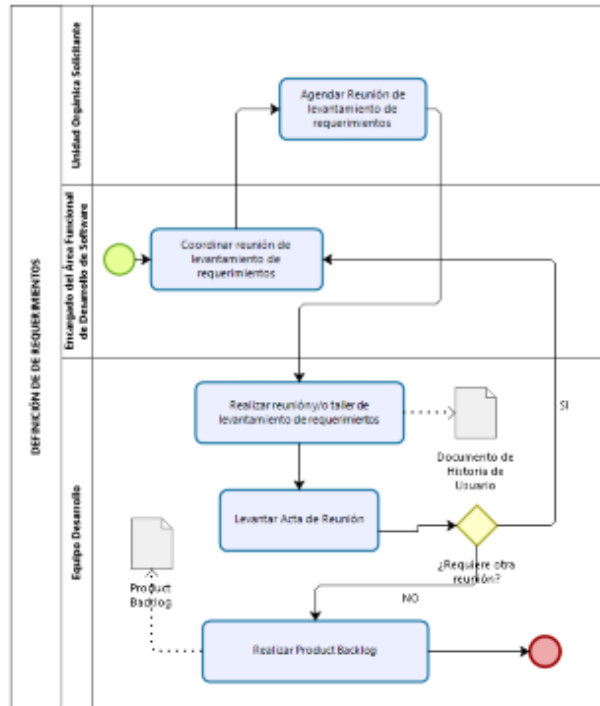 DEFINICIÓN DE DE REQUERIMIENTOS
Unidad Orgánica Solicitante
Agendar Reunión de
levantamiento de
requerimientos
Encargado del Área Funcional
de Desarrollo de Software
Coordinar reunión de
levantamiento de
requerimientos
Equipo Desarrollo
Realizar reunión y/o taller de
levantamiento de requerimietos
Documento de
Historia de
Usuario
SI
Levantar Acta de Reunión
¿Requiere otra
reunión?
Product
Backlog
NO
Realizar Product Backlog